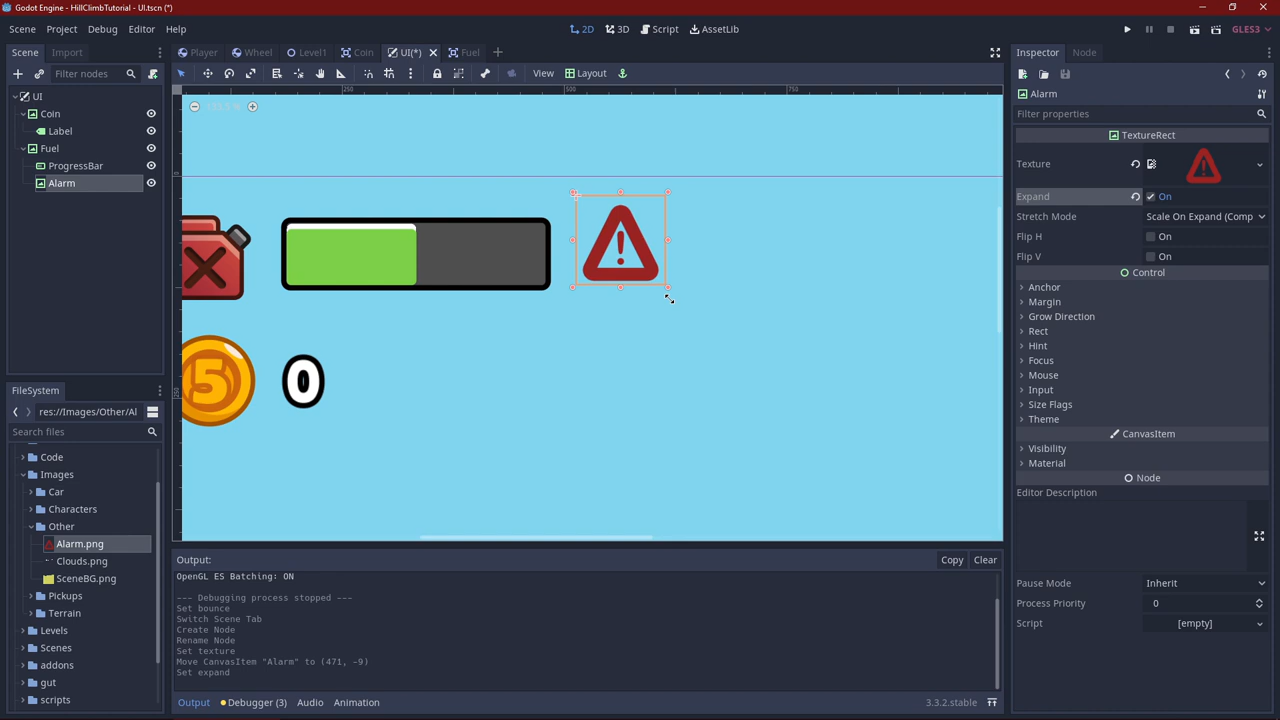 Godot Engine - HillClimbTutorial - UI.tscn (*)
Scene Project Debug Editor Help
2D 3D Script AssetLib
GLES3
Scene Import
Filter nodes
UI
Coin
Label
Fuel
ProgressBar
Alarm
Player Wheel Level1 Coin UI(*) Fuel
View Layout
250 500 750
0
250
5
0
FileSystem
res://Images/Other/Al
Search files
Code
Images
Car
Characters
Other
Alarm.png
Clouds.png
SceneBG.png
Pickups
Terrain
Levels
Scenes
addons
gut
scripts
Output: Copy Clear
OpenGL ES Batching: ON
--- Debugging process stopped ---
Set bounce
Switch Scene Tab
Create Node
Rename Node
Set texture
Move CanvasItem "Alarm" to (471, -9)
Set expand
Output Debugger (3) Audio Animation 3.3.2.stable
Inspector Node
Alarm
Filter properties
TextureRect
Texture
Expand On
Stretch Mode Scale On Expand (Comp
Flip H On
Flip V On
Control
Anchor
Margin
Grow Direction
Rect
Hint
Focus
Mouse
Input
Size Flags
Theme
CanvasItem
Visibility
Material
Node
Editor Description
Pause Mode Inherit
Process Priority 0
Script [empty]